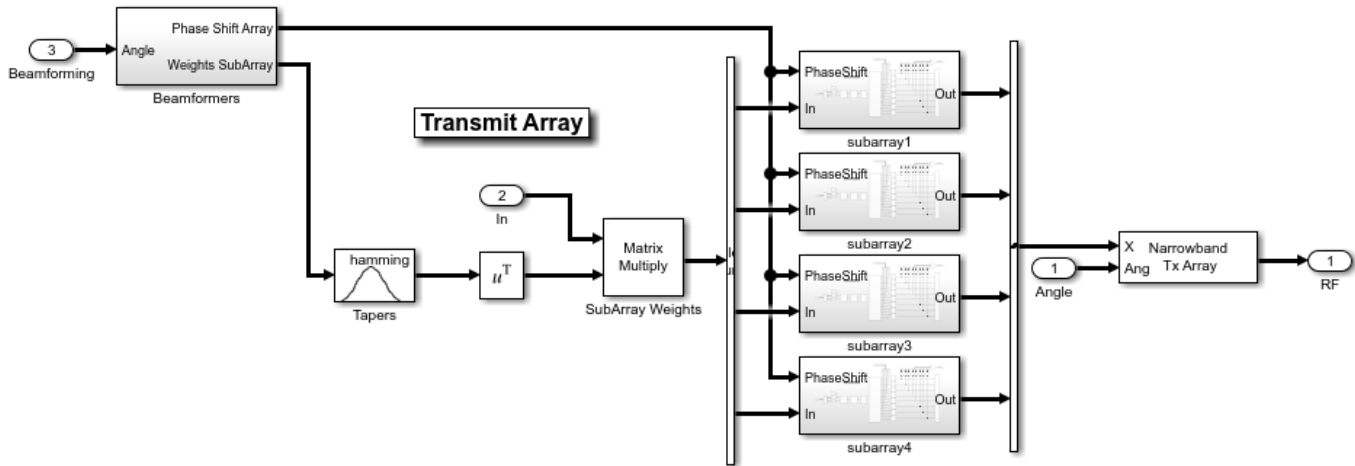 3
Beamforming
Angle
Phase Shift Array
Weights SubArray
Beamformers
Transmit Array
2
In
hamming
Tapers
uT
Matrix
Multiply
SubArray Weights
PhaseShift
In
Out
subarray1
PhaseShift
In
Out
subarray2
PhaseShift
In
Out
subarray3
PhaseShift
In
Out
subarray4
1
Angle
X
Ang
Narrowband
Tx Array
1
RF